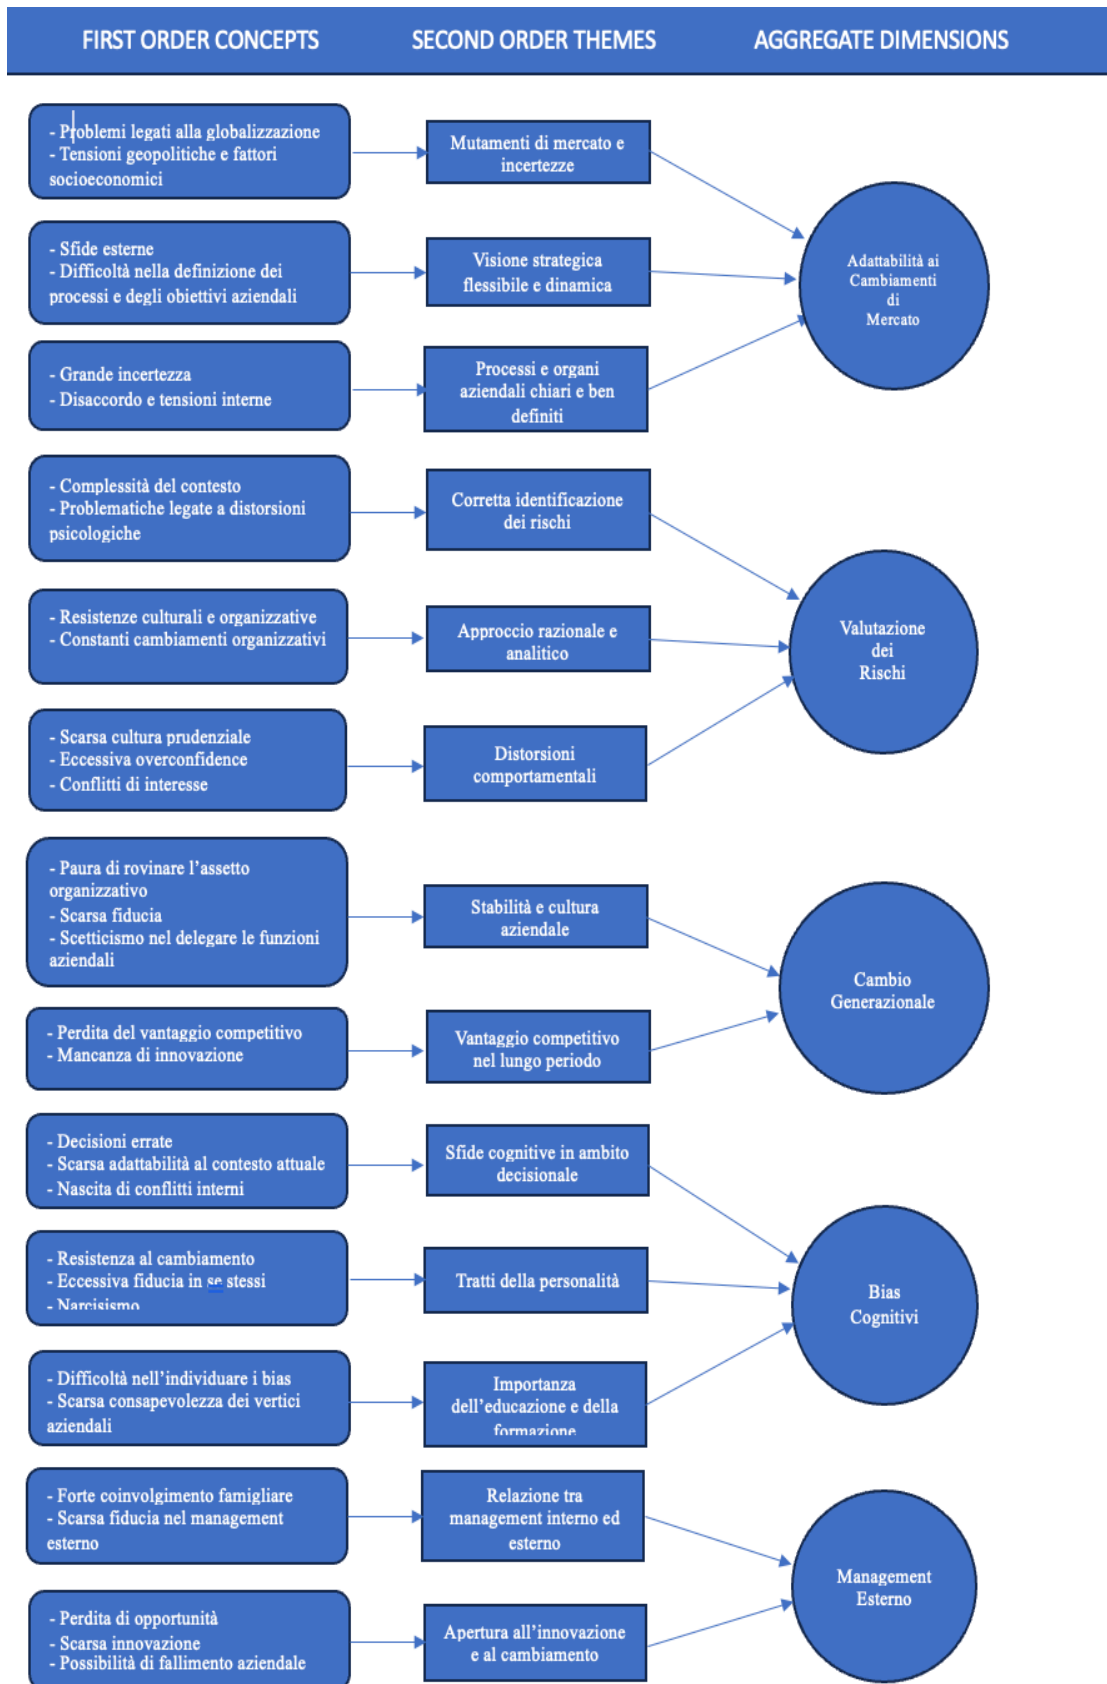 FIRST ORDER CONCEPTS
SECOND ORDER THEMES
AGGREGATE DIMENSIONS
- Problemi legati alla globalizzazione
- Tensioni geopolitiche e fattori
socioeconomici
Mutamenti di mercato e
incertezze
- Sfide esterne
- Difficoltà nella definizione dei
processi e degli obiettivi aziendali
Visione strategica
flessibile e dinamica
- Grande incertezza
- Disaccordo e tensioni interne
Processi e organi
aziendali chiari e ben
definiti
Adattabilità ai
Cambiamenti
di
Mercato
- Complessità del contesto
- Problematiche legate a distorsioni
psicologiche
Corretta identificazione
dei rischi
- Resistenze culturali e organizzative
- Constanti cambiamenti organizzativi
Approccio razionale e
analitico
- Scarsa cultura prudenziale
- Eccessiva overconfidence
- Conflitti di interesse
Distorsioni
comportamentali
Valutazione
dei
Rischi
- Paura di rovinare l’assetto
organizzativo
- Scarsa fiducia
- Scetticismo nel delegare le funzioni
aziendali
Stabilità e cultura
aziendale
- Perdita del vantaggio competitivo
- Mancanza di innovazione
Vantaggio competitivo
nel lungo periodo
Cambio
Generazionale
- Decisioni errate
- Scarsa adattabilità al contesto attuale
- Nascita di conflitti interni
Sfide cognitive in ambito
decisionale
- Resistenza al cambiamento
- Eccessiva fiducia in se stessi
- Narcisismo
Tratti della personalità
- Difficoltà nell’individuare i bias
- Scarsa consapevolezza dei vertici
aziendali
Importanza
dell’educazione e della
formazione
Bias
Cognitivi
- Forte coinvolgimento famigliare
- Scarsa fiducia nel management
esterno
Relazione tra
management interno ed
esterno
- Perdita di opportunità
- Scarsa innovazione
- Possibilità di fallimento aziendale
Apertura all’innovazione
e al cambiamento
Management
Esterno